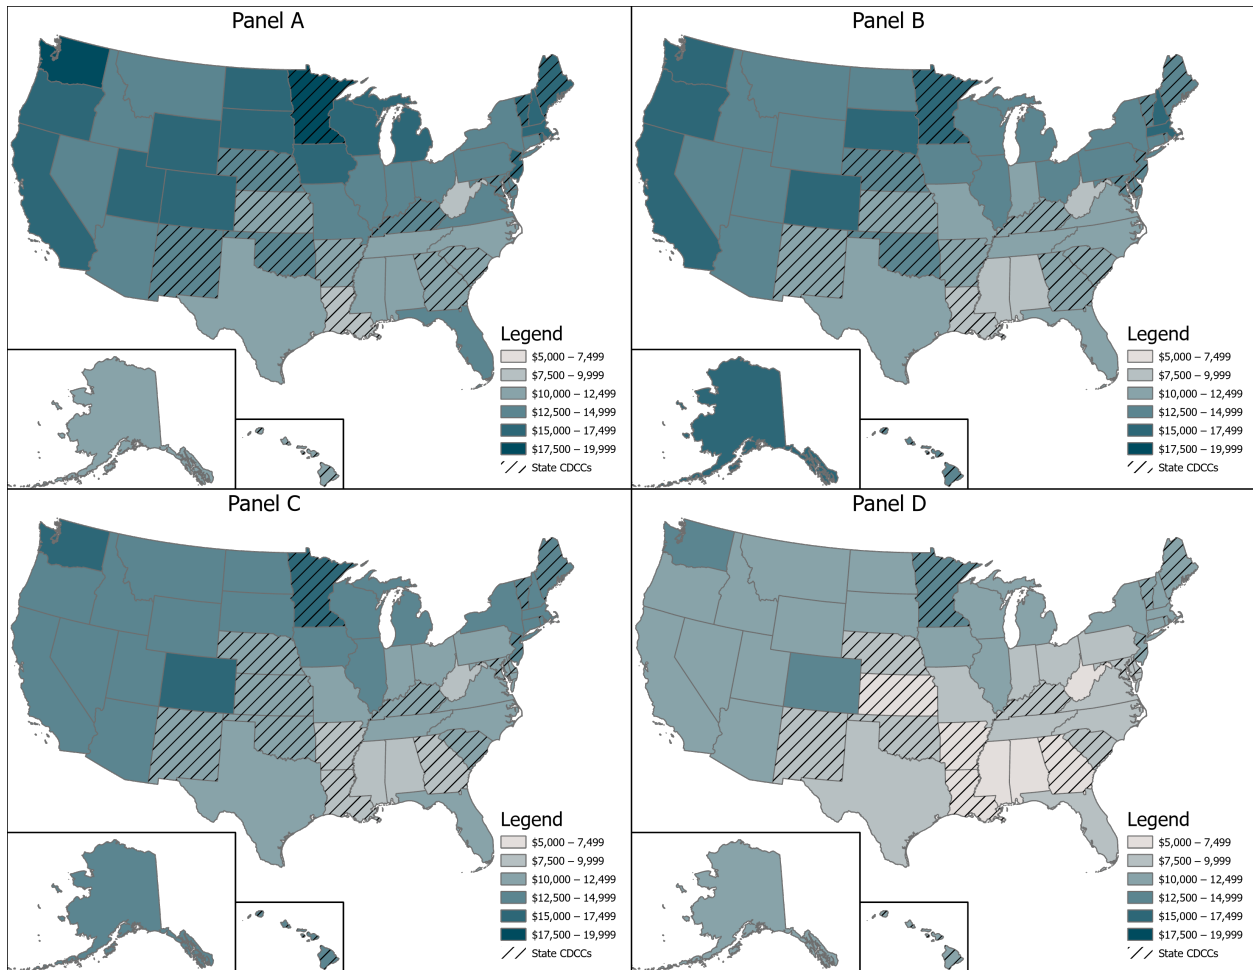 Panel A
Legend
$5,000 – 7,499
$7,500 – 9,999
$10,000 – 12,499
$12,500 – 14,999
$15,000 – 17,499
$17,500 – 19,999
State CDCCs
Panel B
Legend
$5,000 – 7,499
$7,500 – 9,999
$10,000 – 12,499
$12,500 – 14,999
$15,000 – 17,499
$17,500 – 19,999
State CDCCs
Panel C
Legend
$5,000 – 7,499
$7,500 – 9,999
$10,000 – 12,499
$12,500 – 14,999
$15,000 – 17,499
$17,500 – 19,999
State CDCCs
Panel D
Legend
$5,000 – 7,499
$7,500 – 9,999
$10,000 – 12,499
$12,500 – 14,999
$15,000 – 17,499
$17,500 – 19,999
State CDCCs